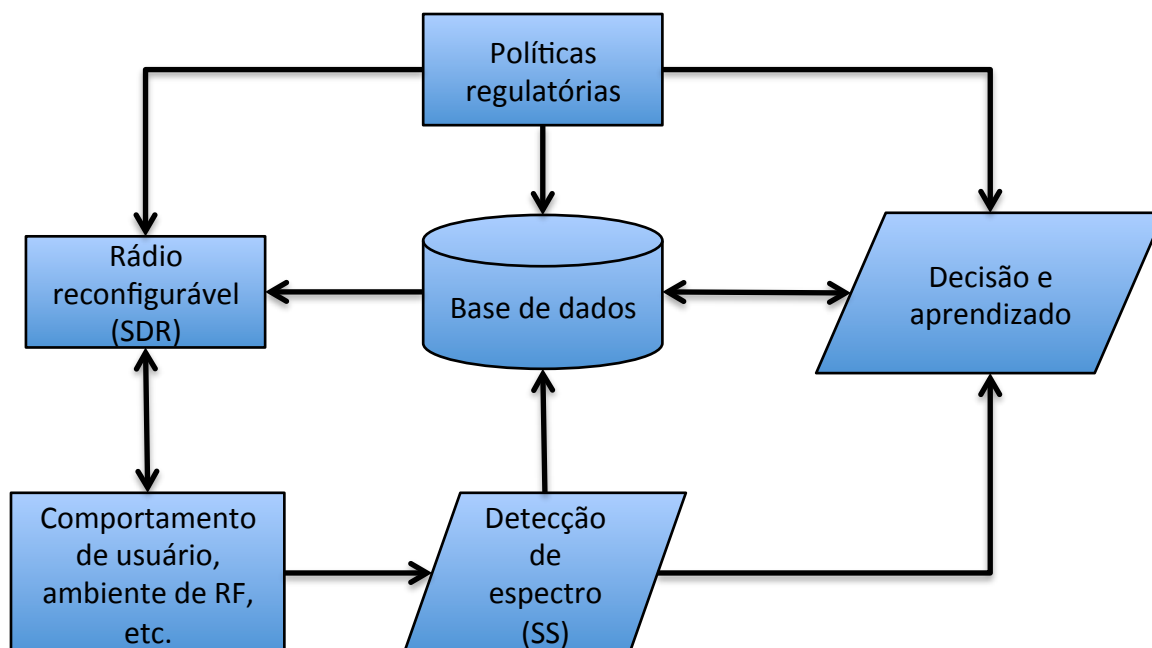 Políticas
regulatórias
Rádio
reconfigurável
(SDR)
Base de dados
Decisão e
aprendizado
Comportamento
de usuário,
ambiente de RF,
etc.
Detecção
de
espectro
(SS)